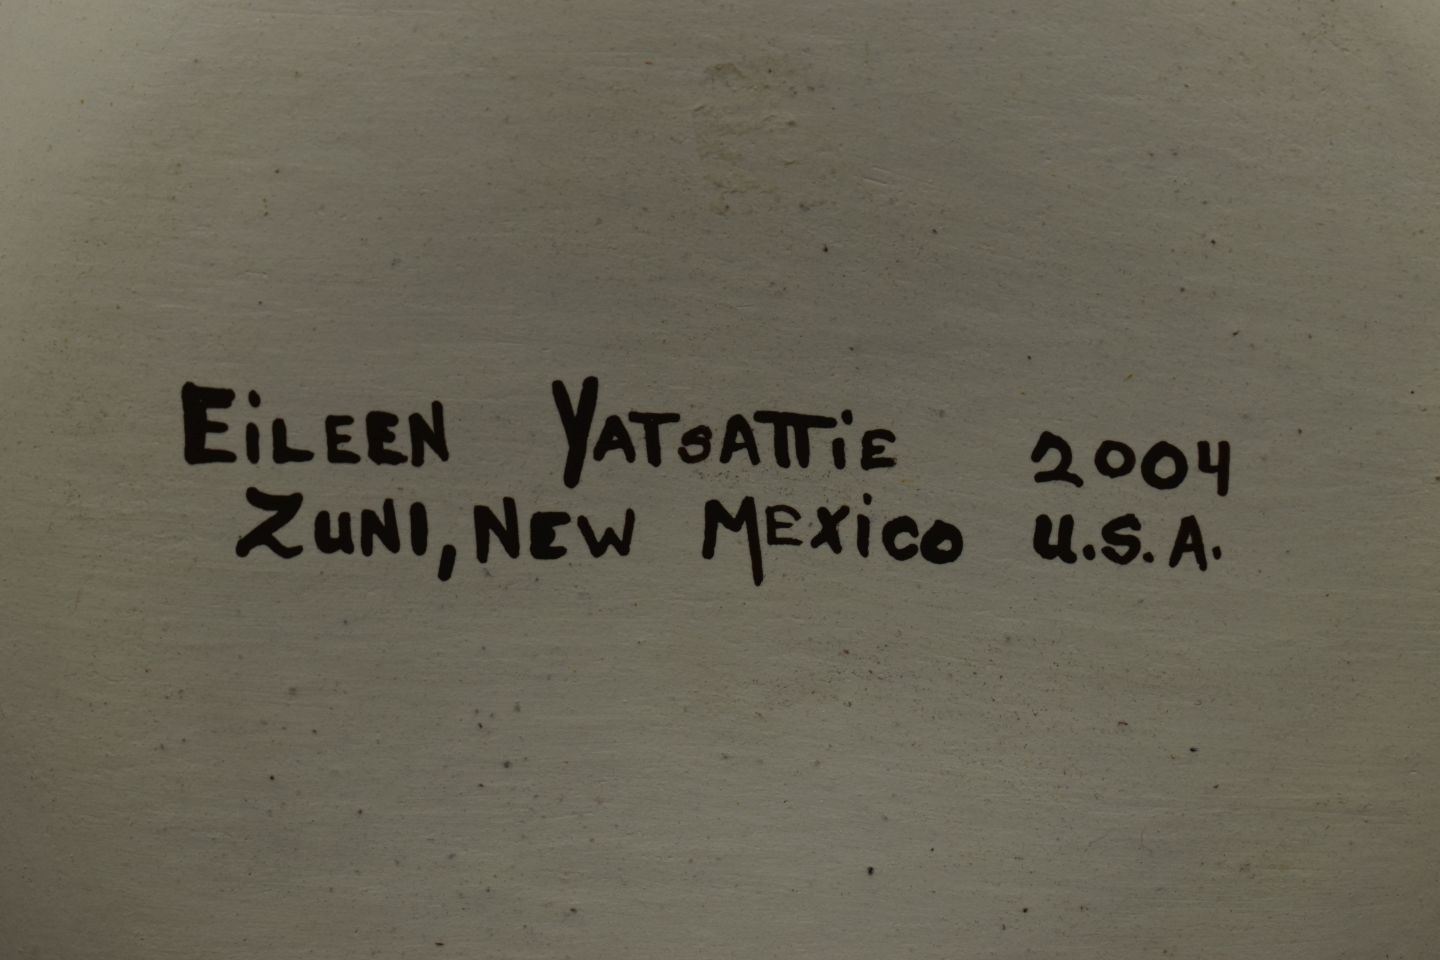 EiLEEN YATSATTiE 2004
ZUNI, NEW MEXiCO U.S.A.